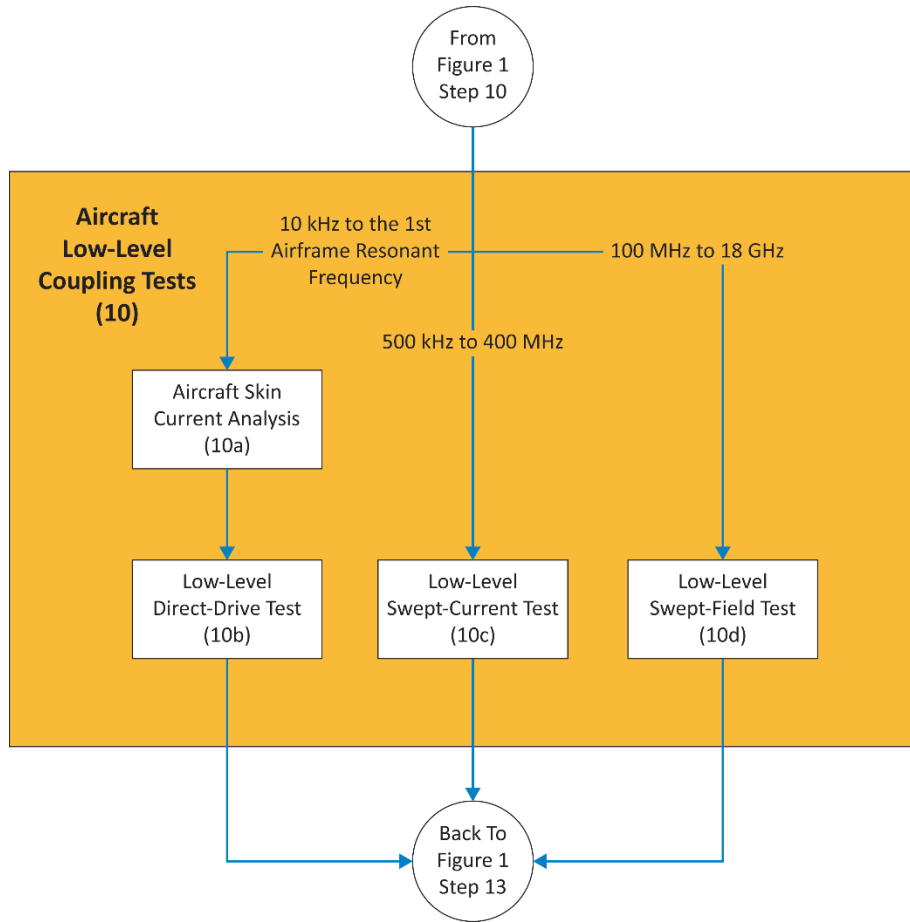 From
Figure 1
Step 10
Aircraft
Low-Level
Coupling Tests
(10)
10 kHz to the 1st
Airframe Resonant
Frequency
100 MHz to 18 GHz
500 kHz to 400 MHz
Aircraft Skin
Current Analysis
(10a)
Low-Level
Direct-Drive Test
(10b)
Low-Level
Swept-Current Test
(10c)
Low-Level
Swept-Field Test
(10d)
Back To
Figure 1
Step 13